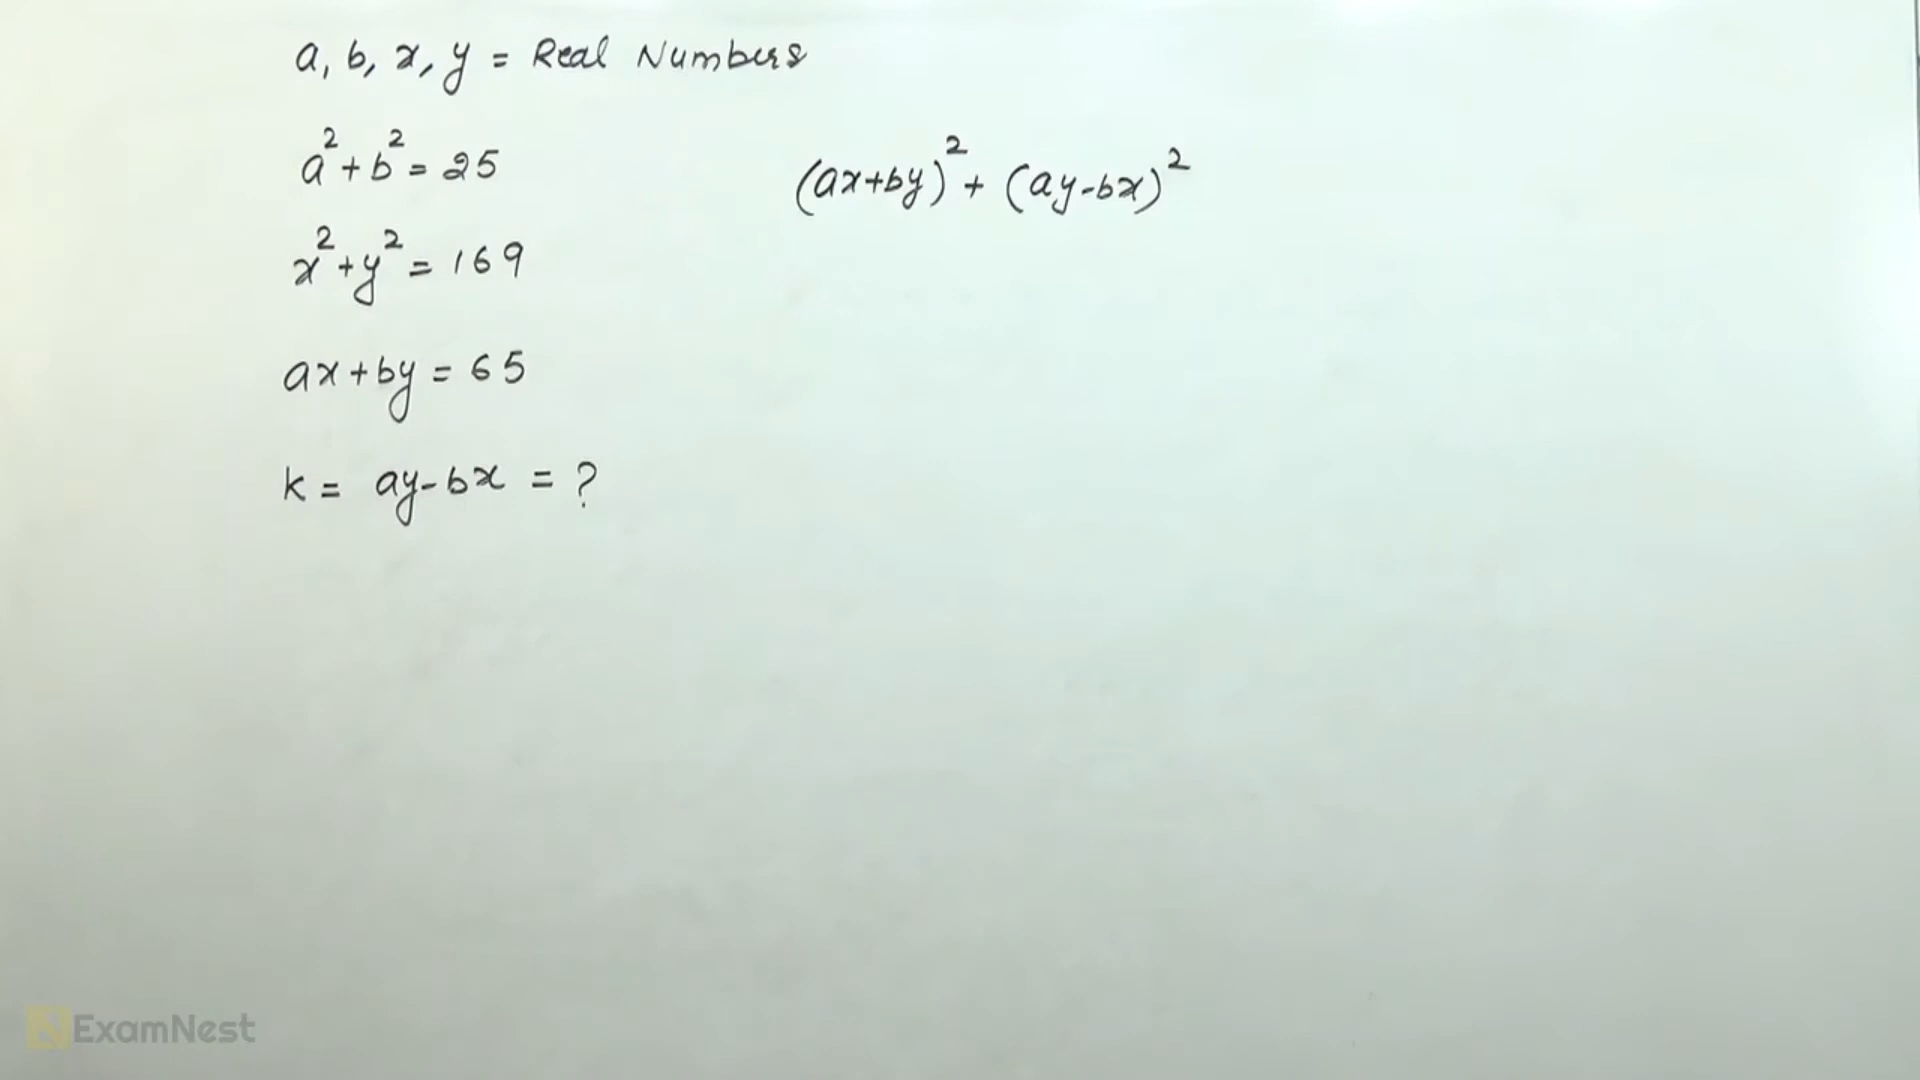 a, b, x, y = Real Numbers
a² + b² = 25
x² + y² = 169
ax + by = 65
k = ay - bx = ?
(ax+by)² + (ay-bx)²
ExamNest